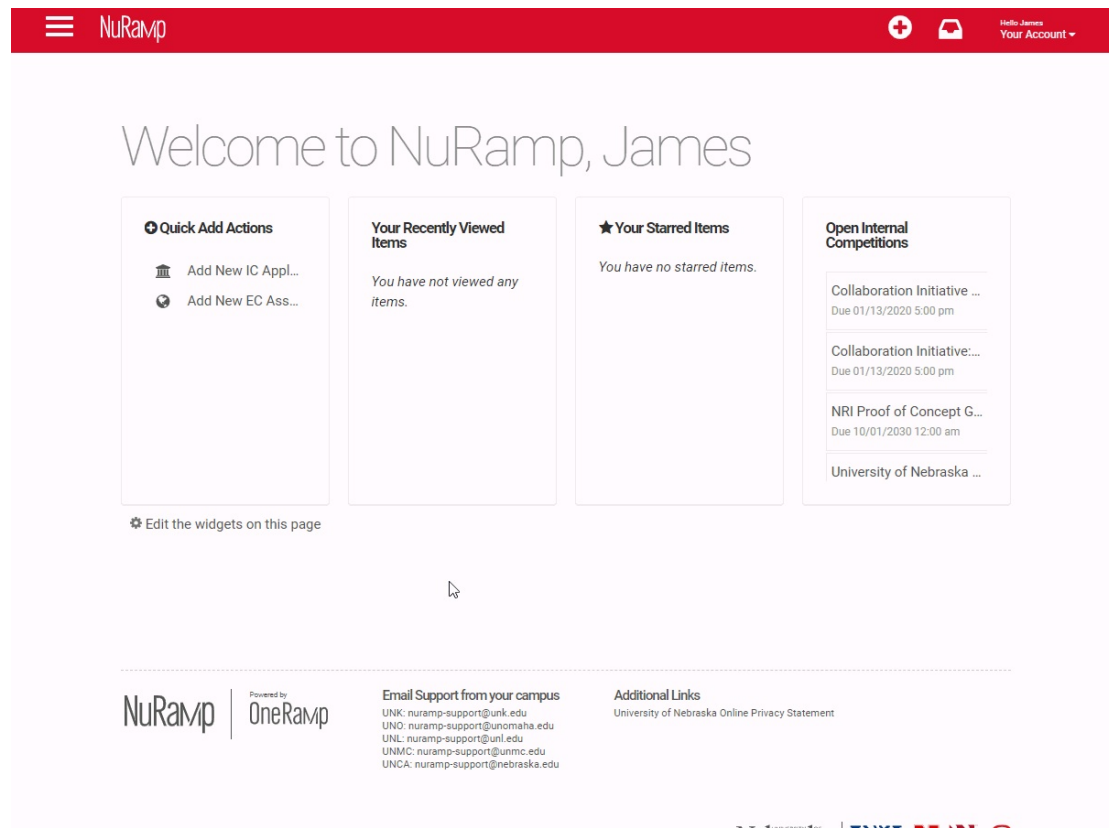 NuRamp
Hello James
Your Account
Welcome to NuRamp, James
Quick Add Actions
Add New IC Appl...
Add New EC Ass...
Your Recently Viewed
Items
You have not viewed any
items.
Your Starred Items
You have no starred items.
Open Internal
Competitions
Collaboration Initiative ...
Due 01/13/2020 5:00 pm
Collaboration Initiative:...
Due 01/13/2020 5:00 pm
NRI Proof of Concept G...
Due 10/01/2030 12:00 am
University of Nebraska ...
Edit the widgets on this page
NuRamp
Powered by
OneRamp
Email Support from your campus
UNK: nuramp-support@unk.edu
UNO: nuramp-support@unomaha.edu
UNL: nuramp-support@unl.edu
UNMC: nuramp-support@unmc.edu
UNCA: nuramp-support@nebraska.edu
Additional Links
University of Nebraska Online Privacy Statement